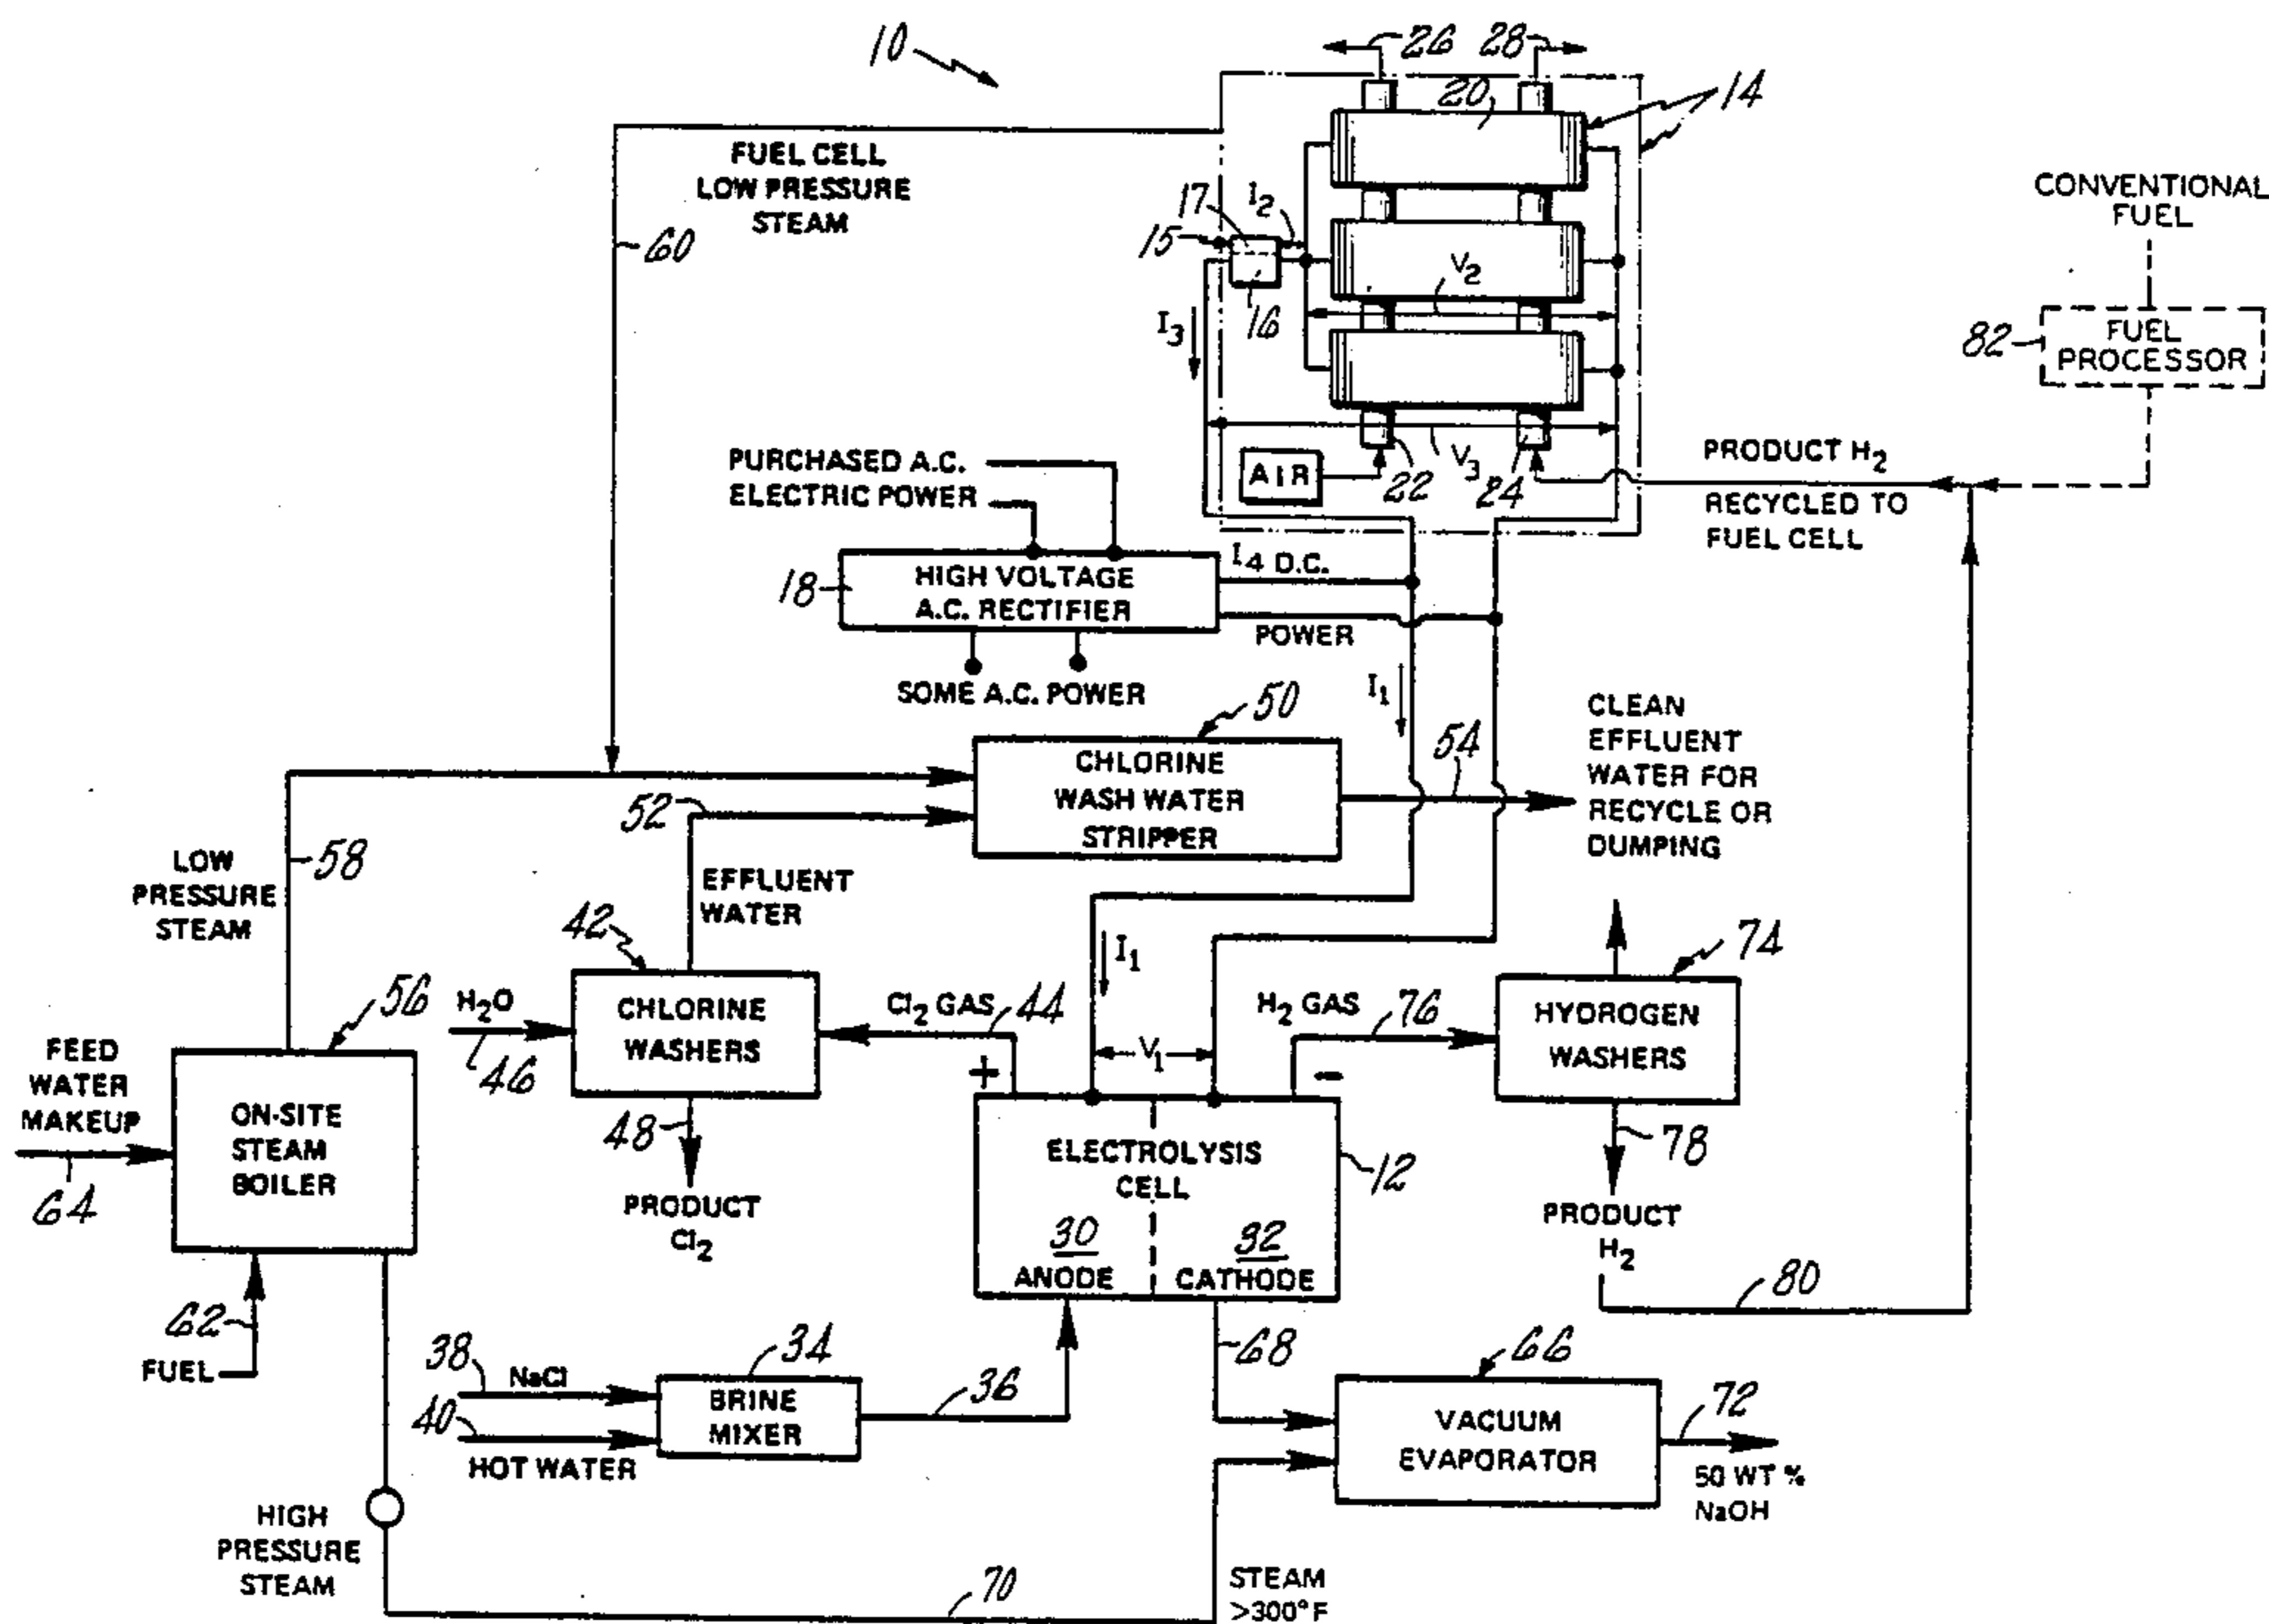 10
26
28
20
14
FUEL CELL
LOW PRESSURE
STEAM
60
17
I2
15
16
V2
I3
CONVENTIONAL
FUEL
82
FUEL
PROCESSOR
AIR
22
V3
24
PRODUCT H2
RECYCLED TO
FUEL CELL
PURCHASED A.C.
ELECTRIC POWER
18
HIGH VOLTAGE
A.C. RECTIFIER
I4 D.C.
POWER
SOME A.C. POWER
I1
50
CHLORINE
WASH WATER
STRIPPER
54
CLEAN
EFFLUENT
WATER FOR
RECYCLE OR
DUMPING
52
58
LOW
PRESSURE
STEAM
EFFLUENT
WATER
42
H2O
46
CHLORINE
WASHERS
Cl2 GAS
44
I1
V1
+
-
H2 GAS
76
74
HYDROGEN
WASHERS
56
FEED
WATER
MAKEUP
64
ON-SITE
STEAM
BOILER
48
PRODUCT
Cl2
ELECTROLYSIS
CELL
12
30
ANODE
32
CATHODE
78
PRODUCT
H2
80
62
FUEL
38
NaCl
40
HOT WATER
34
BRINE
MIXER
36
68
66
VACUUM
EVAPORATOR
72
50 WT %
NaOH
HIGH
PRESSURE
STEAM
70
STEAM
>300°F